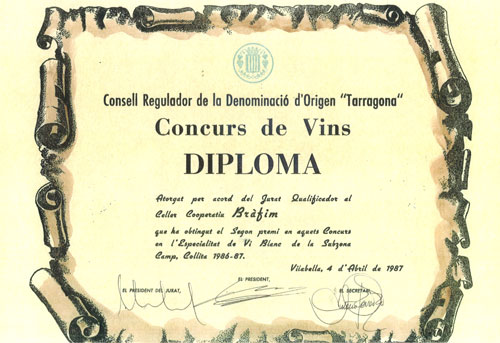 Consell Regulador de la Denominació d'Origen "Tarragona"
Concurs de Vins
DIPLOMA
Atorgat per acord del Jurat Qualificador al
Celler Cooperatiu Bràfim
que ha obtingut el Segon premi en aquets Concurs
en l'Especialitat de Vi Blanc de la Subzona
Camp, Collita 1986-87.
Vilabella, 4 d'Abril de 1987
EL PRESIDENT DEL JURAT,
EL PRESIDENT,
EL SECRETARI,